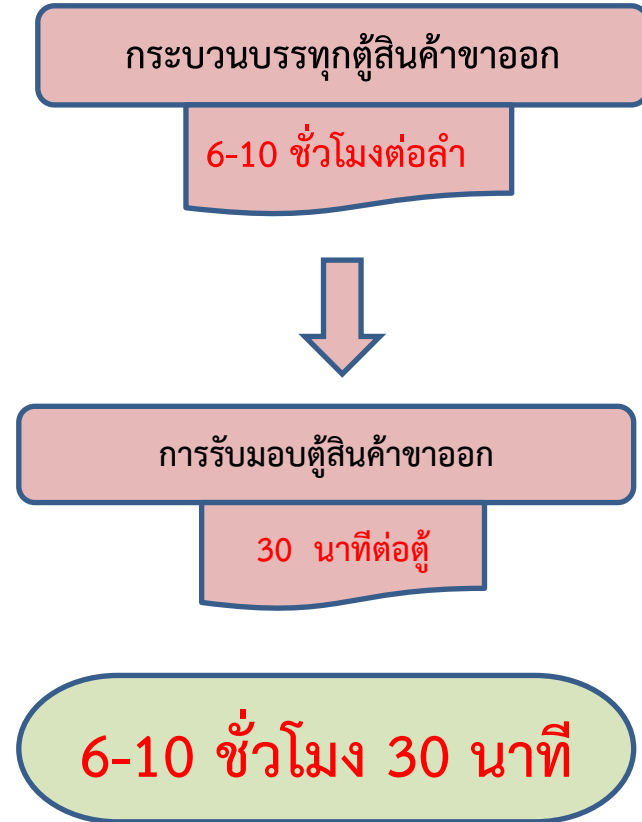 กระบวนบรรทุกตู้สินค้าขาออก
6-10 ชั่วโมงต่อลำ
การรับมอบตู้สินค้าขาออก
30 นาทีต่อตู้
6-10 ชั่วโมง 30 นาที